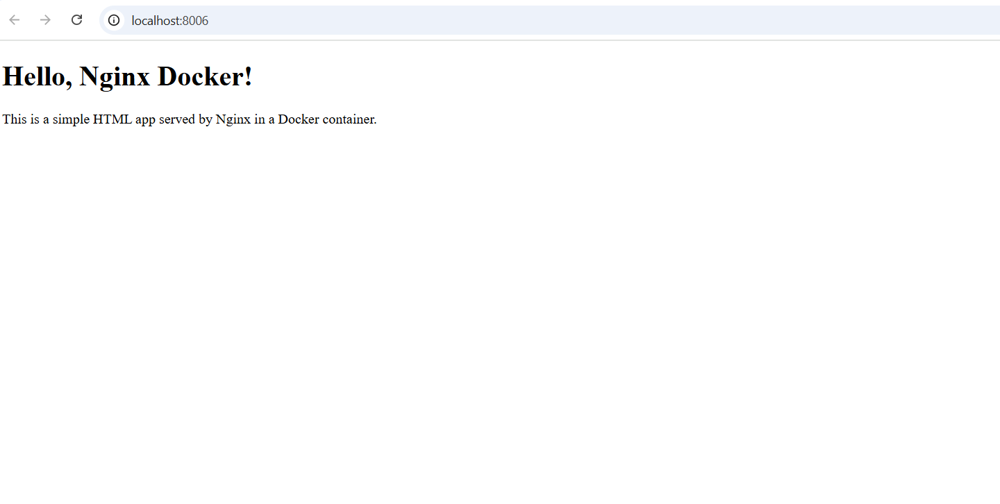 localhost:8006
Hello, Nginx Docker!
This is a simple HTML app served by Nginx in a Docker container.